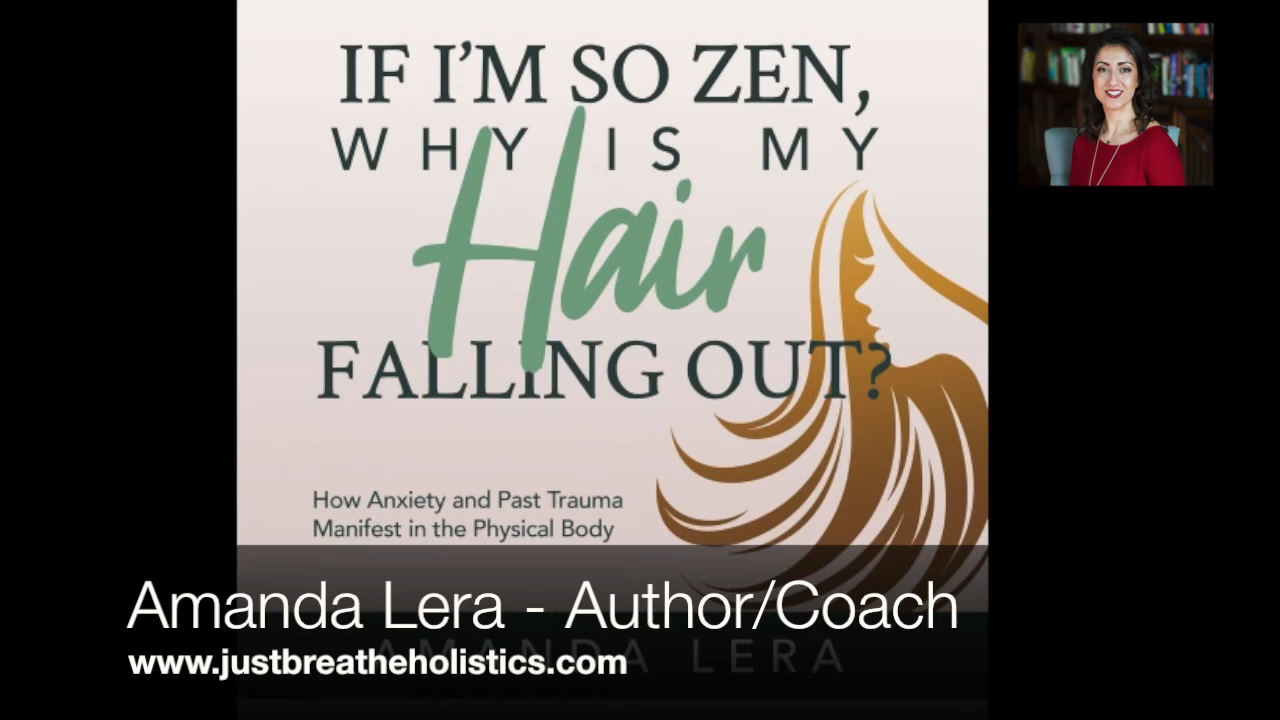 IF I'M SO ZEN,
WHY IS MY
Hair
FALLING OUT?
How Anxiety and Past Trauma
Manifest in the Physical Body
Amanda Lera - Author/Coach
AMANDA LERA
www.justbreatheholistics.com